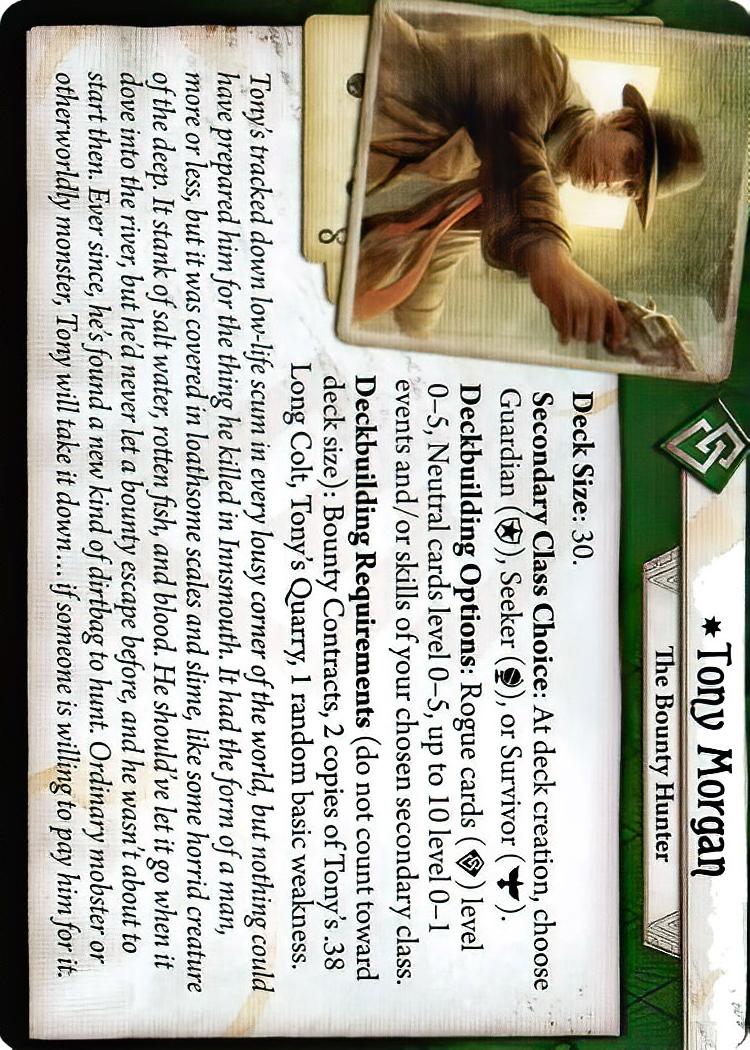 Tony Morgan
The Bounty Hunter
Deck Size: 30.
Secondary Class Choice: At deck creation, choose
Guardian ( ), Seeker ( ), or Survivor ( ).
Deckbuilding Options: Rogue cards ( ) level
0–5, Neutral cards level 0–5, up to 10 level 0–1
events and/or skills of your chosen secondary class.
Deckbuilding Requirements (do not count toward
deck size): Bounty Contracts, 2 copies of Tony's .38
Long Colt, Tony's Quarry, 1 random basic weakness.
Tony's tracked down low-life scum in every lousy corner of the world, but nothing could
have prepared him for the thing he killed in Innsmouth. It had the form of a man,
more or less, but it was covered in loathsome scales and slime, like some horrid creature
of the deep. It stank of salt water, rotten fish, and blood. He should've let it go when it
dove into the river, but he'd never let a bounty escape before, and he wasn't about to
start then. Ever since, he's found a new kind of dirtbag to hunt. Ordinary mobster or
otherworldly monster, Tony will take it down… if someone is willing to pay him for it.